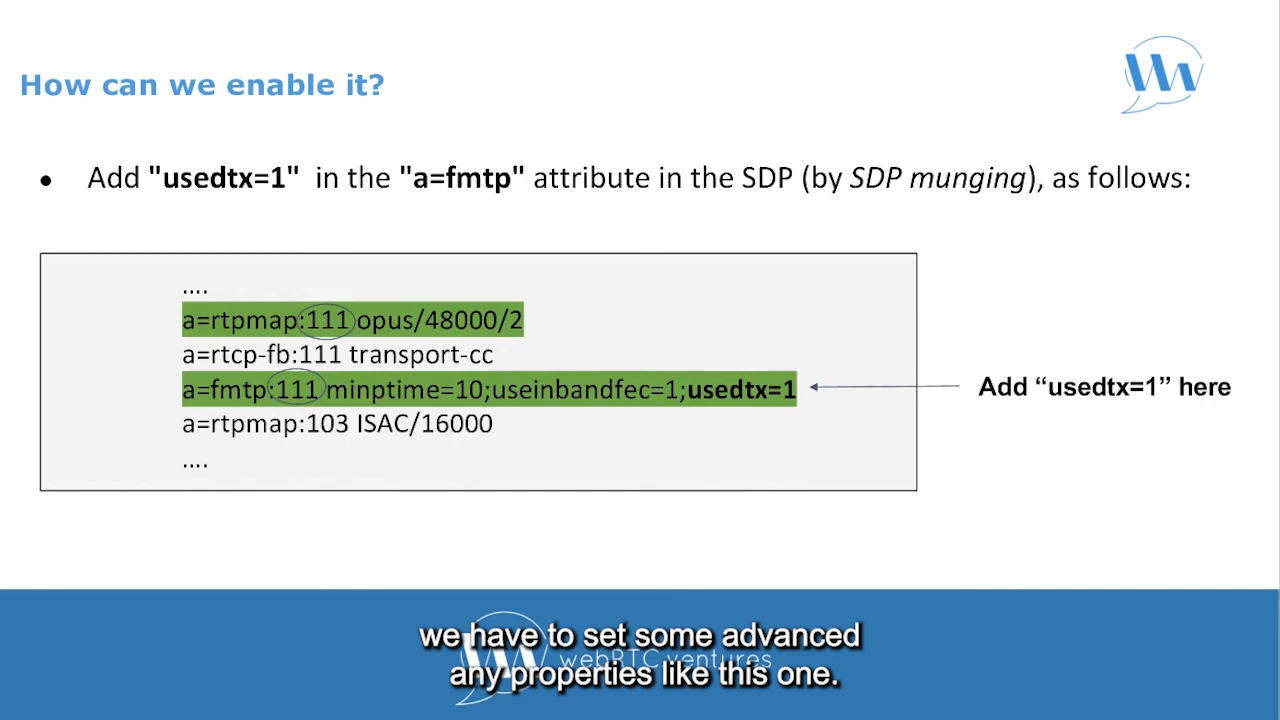 How can we enable it?
● Add "usedtx=1" in the "a=fmtp" attribute in the SDP (by SDP munging), as follows:
....
a=rtpmap:111 opus/48000/2
a=rtcp-fb:111 transport-cc
a=fmtp:111 minptime=10;useinbandfec=1;usedtx=1
Add “usedtx=1” here
a=rtpmap:103 ISAC/16000
....
we have to set some advanced
webRTC ventures
any properties like this one.